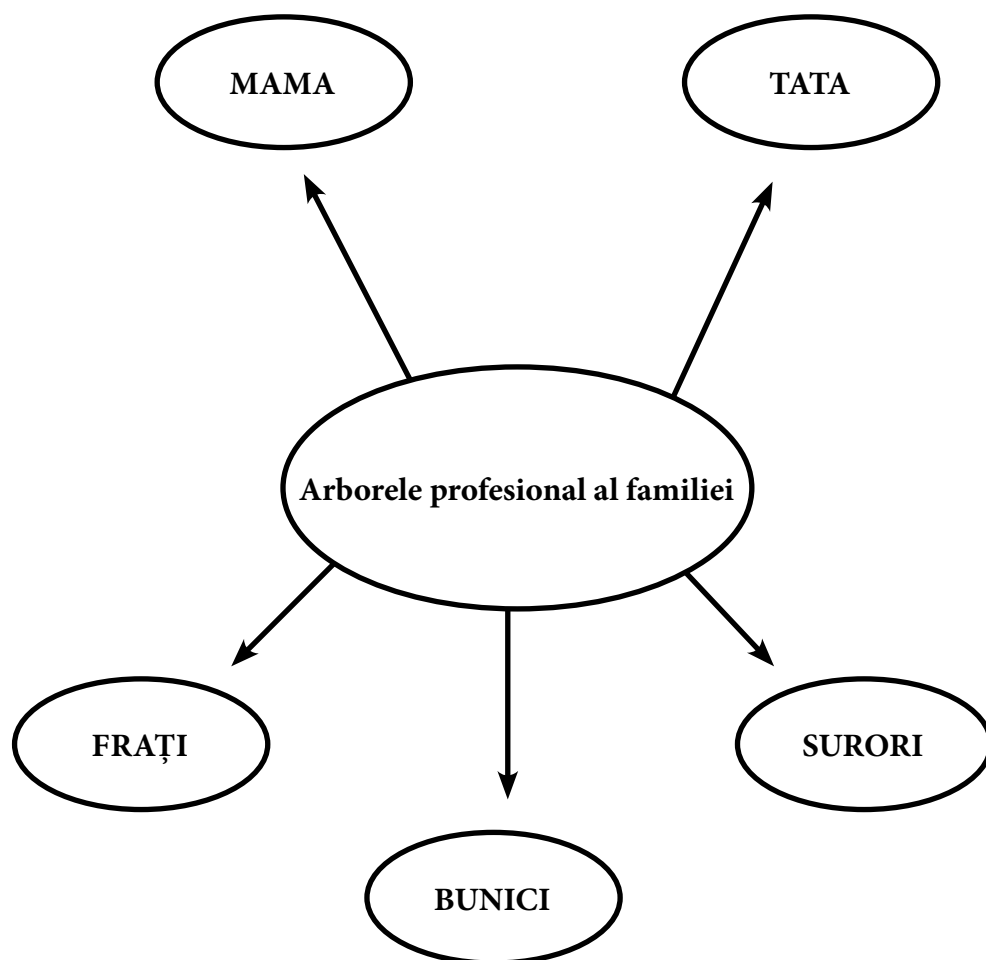 MAMA
TATA
Arborele profesional al familiei
FRAȚI
SURORI
BUNICI